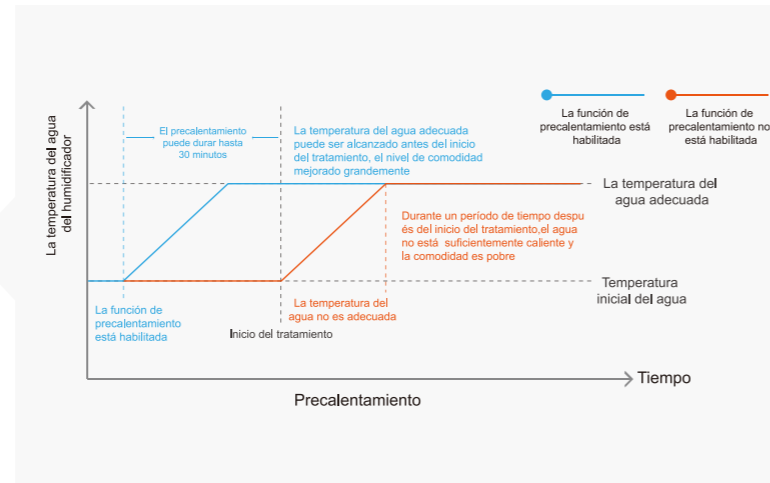 La temperatura del agua
del humidificador
El precalentamiento
puede durar hasta
30 minutos
La temperatura del agua adecuada
puede ser alcanzado antes del inicio
del tratamiento, el nivel de comodidad
mejorado grandemente
La función de
precalentamiento está
habilitada
La función de
precalentamiento no
está habilitada
La temperatura del
agua adecuada
Durante un período de tiempo despu
és del inicio del tratamiento,el agua
no está suficientemente caliente y
la comodidad es pobre
Temperatura
inicial del agua
La función de
precalentamiento
está habilitada
La temperatura del
agua no es adecuada
Inicio del tratamiento
Tiempo
Precalentamiento